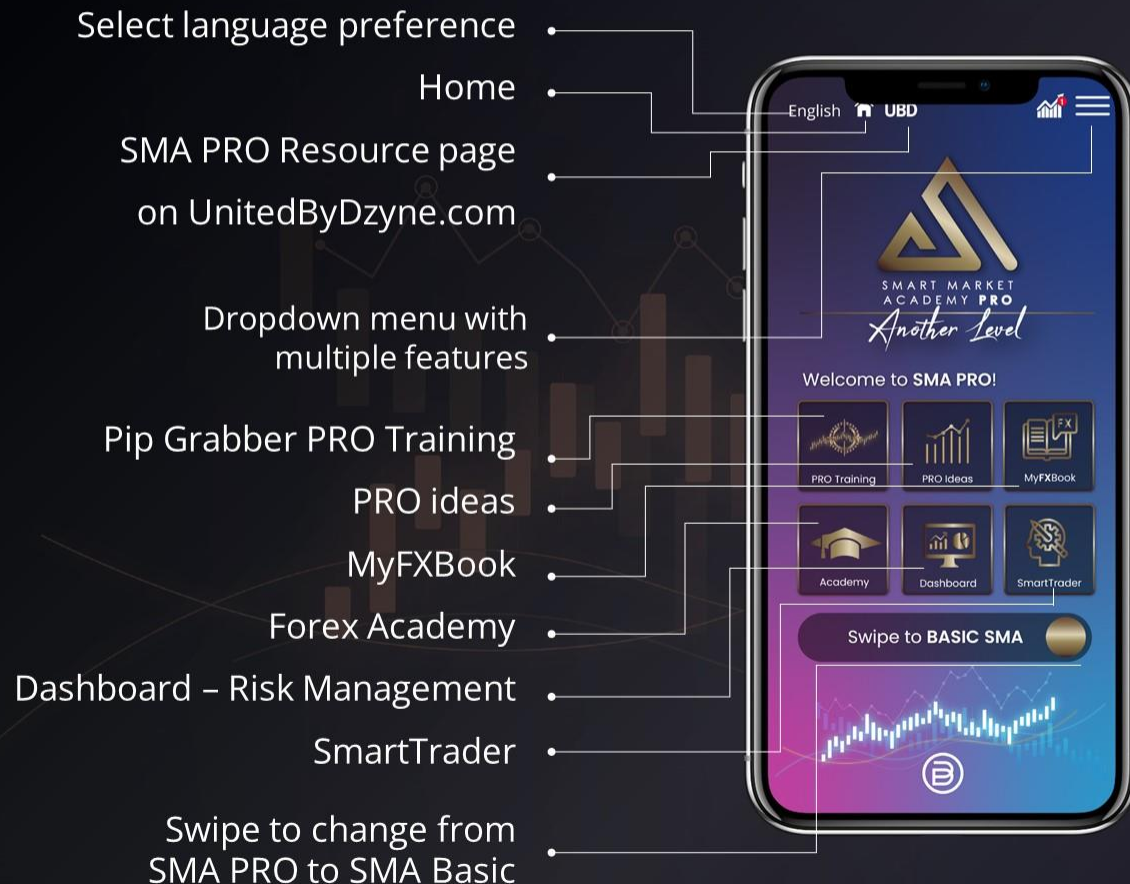 Select language preference
Home
SMA PRO Resource page
on UnitedByDzyne.com
Dropdown menu with
multiple features
Pip Grabber PRO Training
PRO ideas
MyFXBook
Forex Academy
Dashboard – Risk Management
SmartTrader
Swipe to change from
SMA PRO to SMA Basic
English UBD
1
SMART MARKET
ACADEMY PRO
Another Level
Welcome to SMA PRO!
FX
PRO Training PRO Ideas MyFXBook
Academy Dashboard SmartTrader
Swipe to BASIC SMA
B